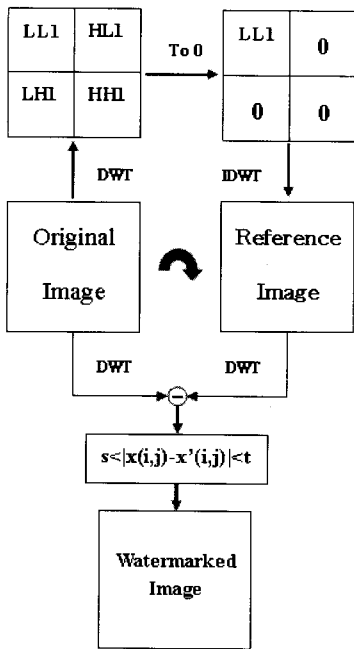 LL1 HL1
To 0
LL1 0
LH1 HH1
0 0
DWT
IDWT
Original
Image
Reference
Image
DWT
DWT
−
s<|x(i,j)-x’(i,j)|<t
Watermarked
Image